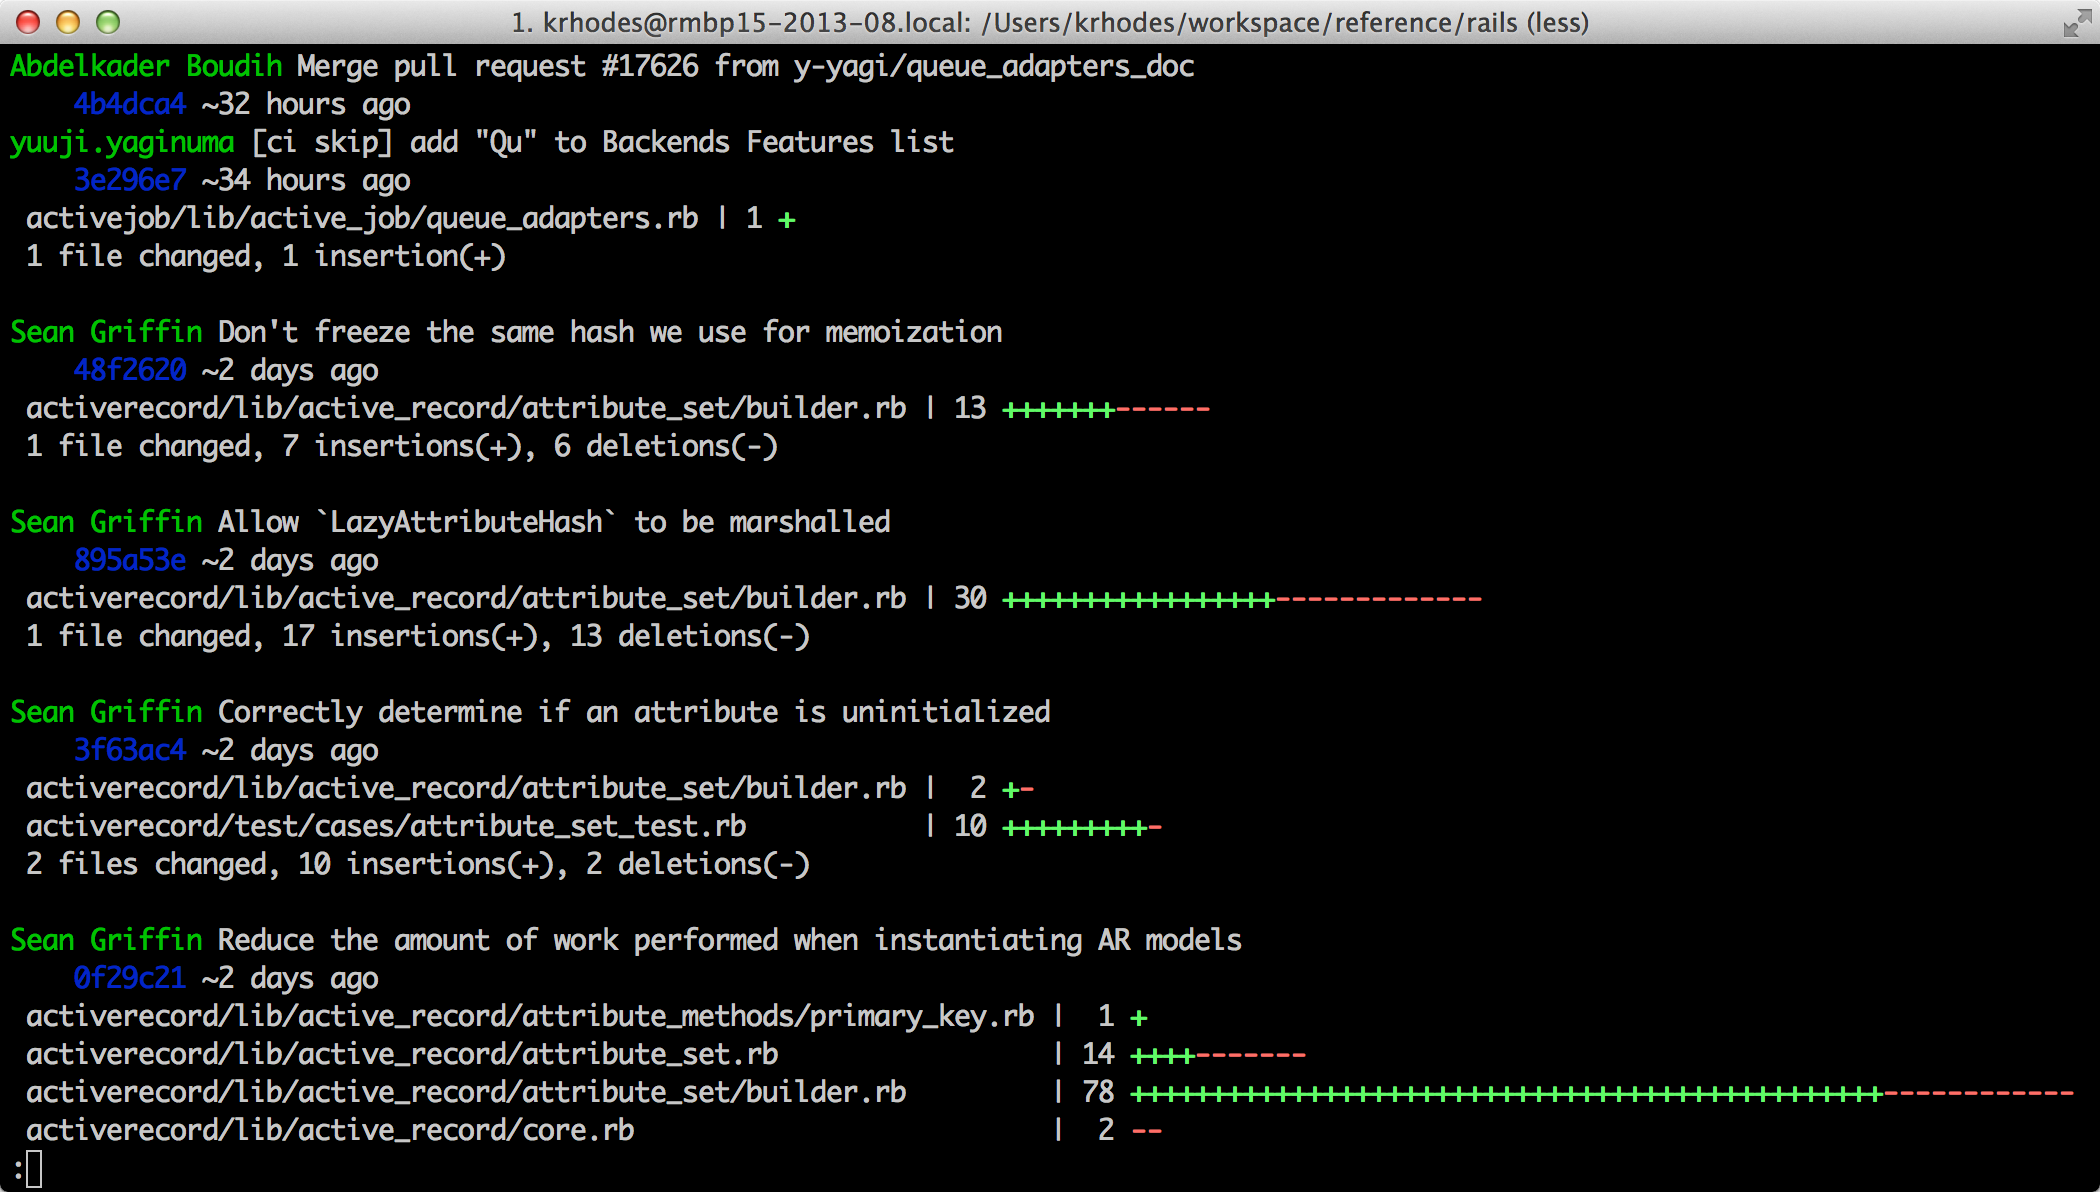 1. krhodes@rmbp15-2013-08.local: /Users/krhodes/workspace/reference/rails (less)
Abdelkader Boudih Merge pull request #17626 from y-yagi/queue_adapters_doc
    4b4dca4 ~32 hours ago
yuuji.yaginuma [ci skip] add "Qu" to Backends Features list
    3e296e7 ~34 hours ago
 activejob/lib/active_job/queue_adapters.rb | 1 +
 1 file changed, 1 insertion(+)

Sean Griffin Don't freeze the same hash we use for memoization
    48f2620 ~2 days ago
 activerecord/lib/active_record/attribute_set/builder.rb | 13 +++++++------
 1 file changed, 7 insertions(+), 6 deletions(-)

Sean Griffin Allow `LazyAttributeHash` to be marshalled
    895a53e ~2 days ago
 activerecord/lib/active_record/attribute_set/builder.rb | 30 +++++++++++++++++-------------
 1 file changed, 17 insertions(+), 13 deletions(-)

Sean Griffin Correctly determine if an attribute is uninitialized
    3f63ac4 ~2 days ago
 activerecord/lib/active_record/attribute_set/builder.rb |  2 +-
 activerecord/test/cases/attribute_set_test.rb           | 10 +++++++++-
 2 files changed, 10 insertions(+), 2 deletions(-)

Sean Griffin Reduce the amount of work performed when instantiating AR models
    0f29c21 ~2 days ago
 activerecord/lib/active_record/attribute_methods/primary_key.rb |  1 +
 activerecord/lib/active_record/attribute_set.rb                 | 14 ++++-------
 activerecord/lib/active_record/attribute_set/builder.rb         | 78 +++++++++++++++++++++++++++++++++++++++++++++++------------
 activerecord/lib/active_record/core.rb                          |  2 --
: